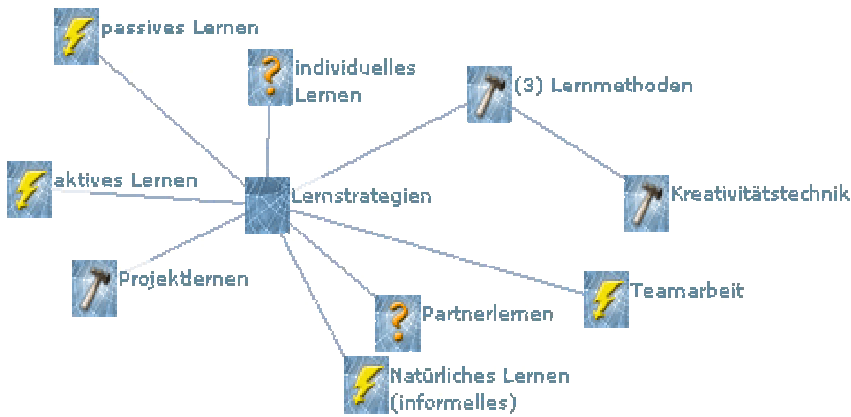 passives Lernen
individuelles
Lernen
(3) Lernmethoden
aktives Lernen
Lernstrategien
Kreativitätstechnik
Projektlernen
Teamarbeit
Partnerlernen
Natürliches Lernen
(informelles)